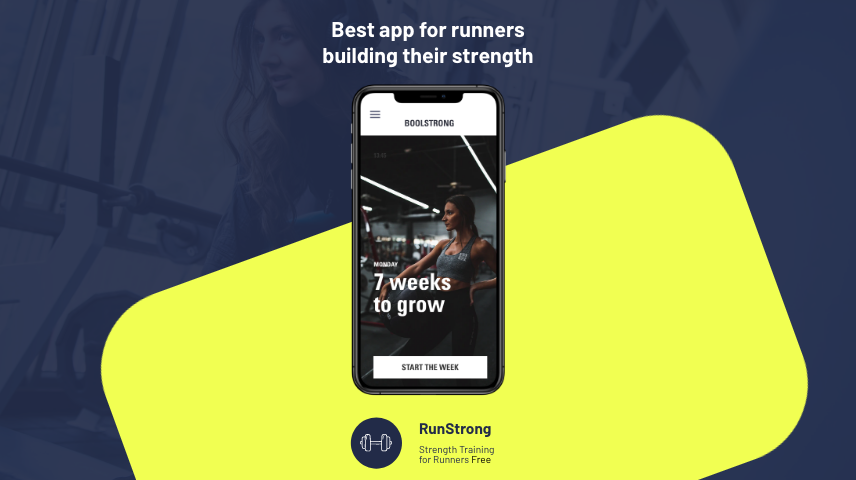 Best app for runners
building their strength
BOOLSTRONG
MONDAY
7 weeks
to grow
START THE WEEK
RunStrong
Strength Training
for Runners Free